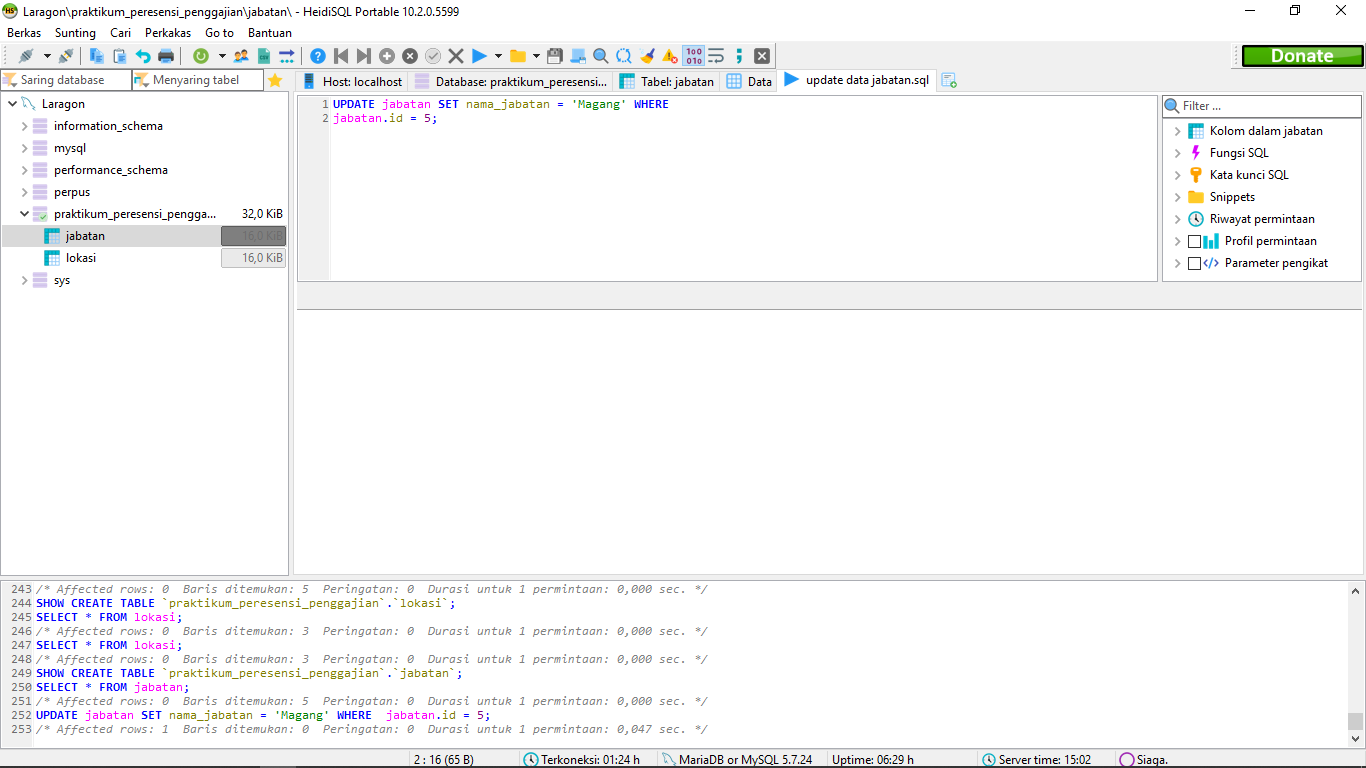 Laragon\praktikum_peresensi_penggajian\jabatan\ - HeidiSQL Portable 10.2.0.5599
Berkas Sunting Cari Perkakas Go to Bantuan
Donate
Saring database Menyaring tabel
Host: localhost Database: praktikum_peresensi... Tabel: jabatan Data update data jabatan.sql
Laragon
information_schema
mysql
performance_schema
perpus
praktikum_peresensi_pengga... 32,0 KiB
jabatan 16,0 KiB
lokasi 16,0 KiB
sys
1 UPDATE jabatan SET nama_jabatan = 'Magang' WHERE
2 jabatan.id = 5;
Filter ...
Kolom dalam jabatan
Fungsi SQL
Kata kunci SQL
Snippets
Riwayat permintaan
Profil permintaan
Parameter pengikat
243 /* Affected rows: 0  Baris ditemukan: 5  Peringatan: 0  Durasi untuk 1 permintaan: 0,000 sec. */
244 SHOW CREATE TABLE `praktikum_peresensi_penggajian`.`lokasi`;
245 SELECT * FROM lokasi;
246 /* Affected rows: 0  Baris ditemukan: 3  Peringatan: 0  Durasi untuk 1 permintaan: 0,000 sec. */
247 SELECT * FROM lokasi;
248 /* Affected rows: 0  Baris ditemukan: 3  Peringatan: 0  Durasi untuk 1 permintaan: 0,000 sec. */
249 SHOW CREATE TABLE `praktikum_peresensi_penggajian`.`jabatan`;
250 SELECT * FROM jabatan;
251 /* Affected rows: 0  Baris ditemukan: 5  Peringatan: 0  Durasi untuk 1 permintaan: 0,000 sec. */
252 UPDATE jabatan SET nama_jabatan = 'Magang' WHERE  jabatan.id = 5;
253 /* Affected rows: 1  Baris ditemukan: 0  Peringatan: 0  Durasi untuk 1 permintaan: 0,047 sec. */
2 : 16 (65 B) Terkoneksi: 01:24 h MariaDB or MySQL 5.7.24 Uptime: 06:29 h Server time: 15:02 Siaga.